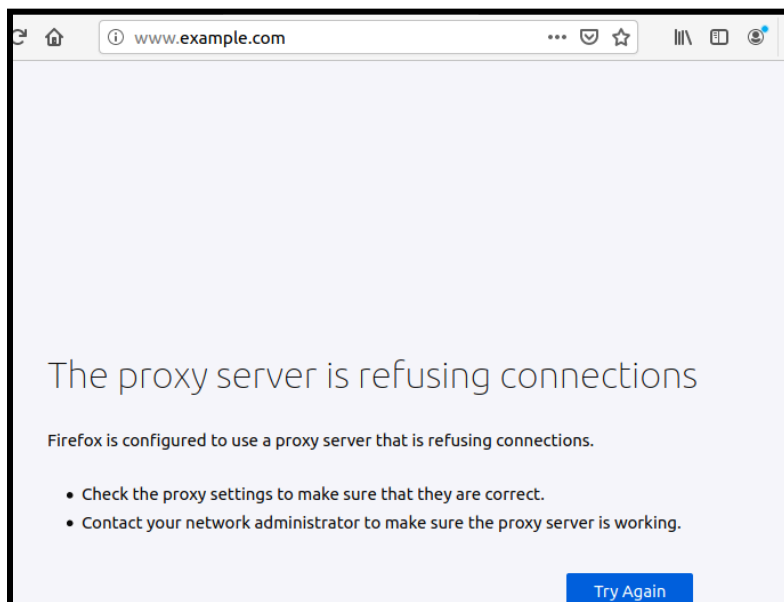 www.example.com
The proxy server is refusing connections
Firefox is configured to use a proxy server that is refusing connections.
• Check the proxy settings to make sure that they are correct.
• Contact your network administrator to make sure the proxy server is working.
Try Again